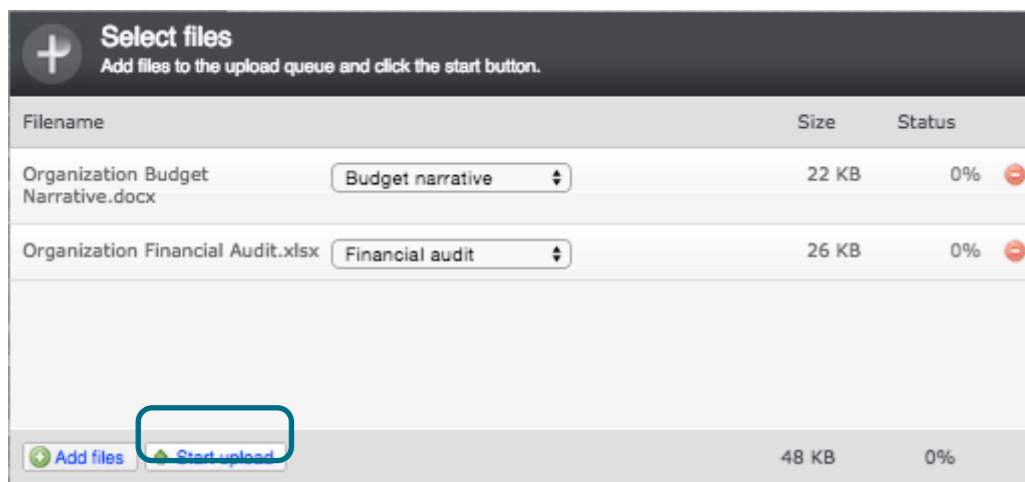 Select files
Add files to the upload queue and click the start button.
Filename Size Status
Organization Budget Narrative.docx Budget narrative 22 KB 0%
Organization Financial Audit.xlsx Financial audit 26 KB 0%
Add files Start upload 48 KB 0%